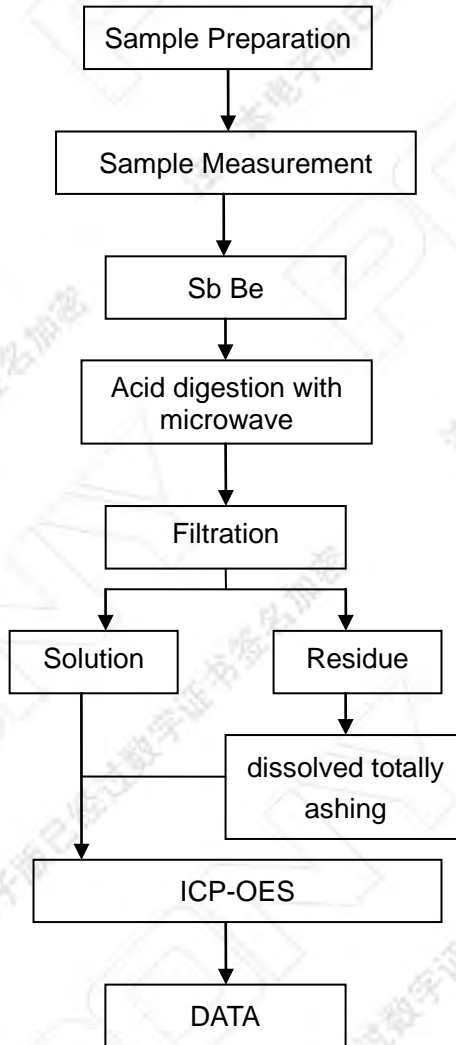 Sample Preparation
Sample Measurement
Sb Be
Acid digestion with
microwave
Filtration
Solution
Residue
dissolved totally
ashing
ICP-OES
DATA